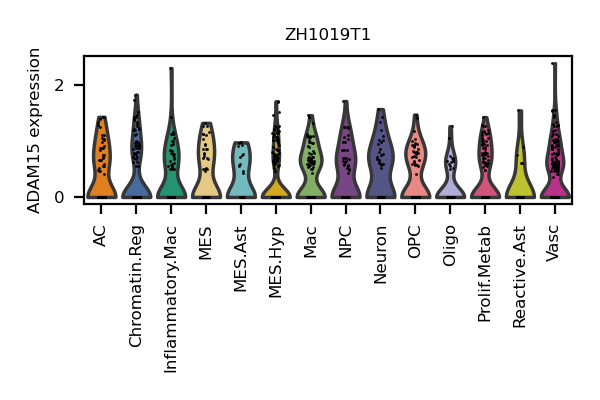 ZH1019T1
ADAM15 expression
2
0
AC
Chromatin.Reg
Inflammatory.Mac
MES
MES.Ast
MES.Hyp
Mac
NPC
Neuron
OPC
Oligo
Prolif.Metab
Reactive.Ast
Vasc